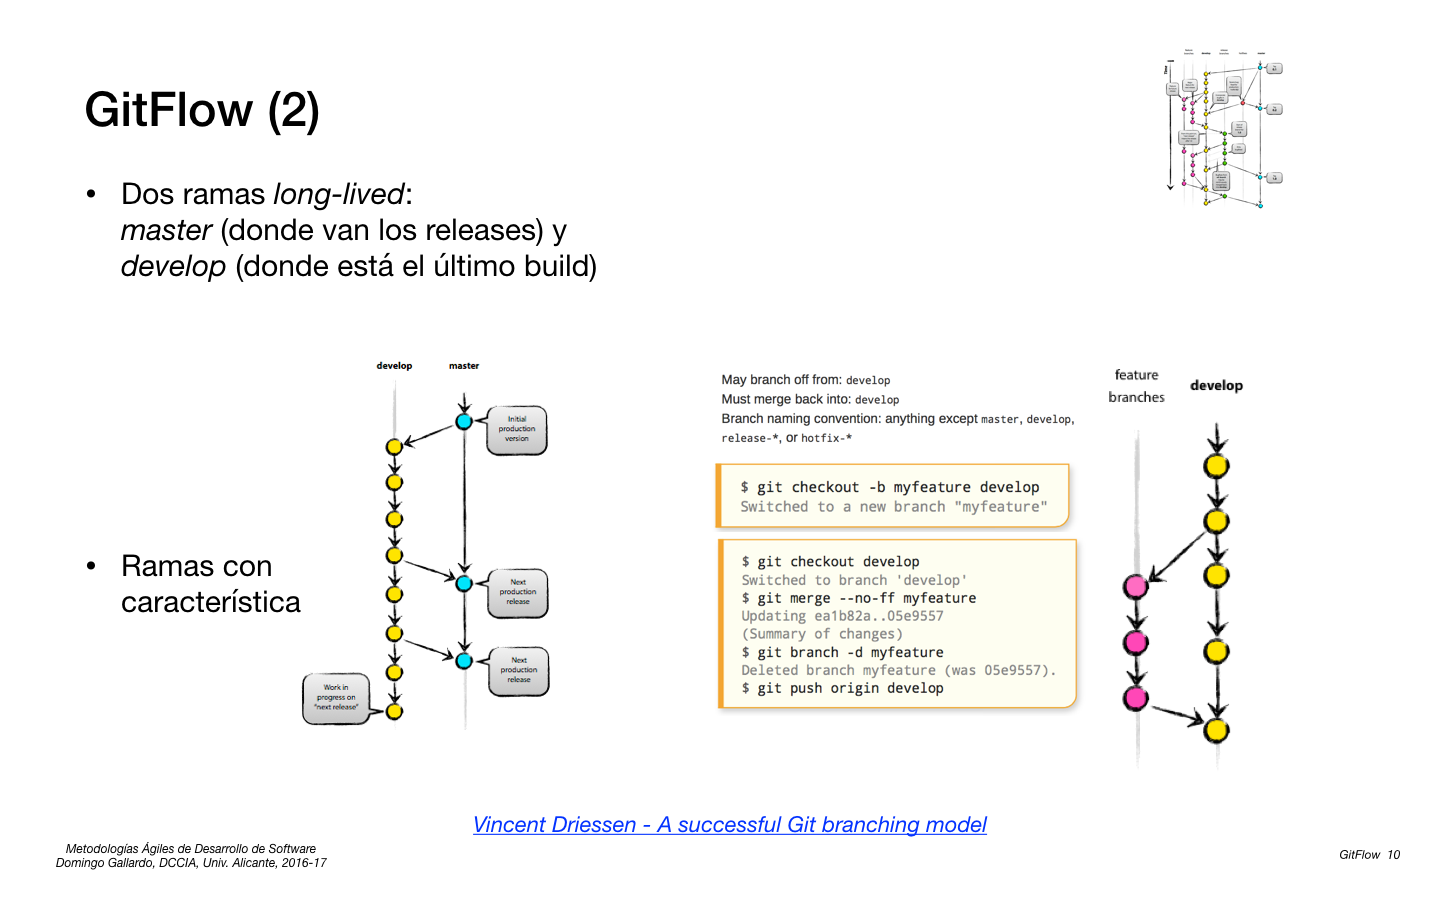 GitFlow (2)
• Dos ramas long-lived:
master (donde van los releases) y
develop (donde está el último build)
develop master
Initial
production
version
Next
production
release
Next
production
release
Work in
progress on
"next release"
• Ramas con
característica
May branch off from: develop
Must merge back into: develop
Branch naming convention: anything except master, develop,
release-*, or hotfix-*
$ git checkout -b myfeature develop
Switched to a new branch "myfeature"
$ git checkout develop
Switched to branch 'develop'
$ git merge --no-ff myfeature
Updating ea1b82a..05e9557
(Summary of changes)
$ git branch -d myfeature
Deleted branch myfeature (was 05e9557).
$ git push origin develop
feature
branches
develop
Vincent Driessen - A successful Git branching model
Metodologías Ágiles de Desarrollo de Software
Domingo Gallardo, DCCIA, Univ. Alicante, 2016-17
GitFlow 10